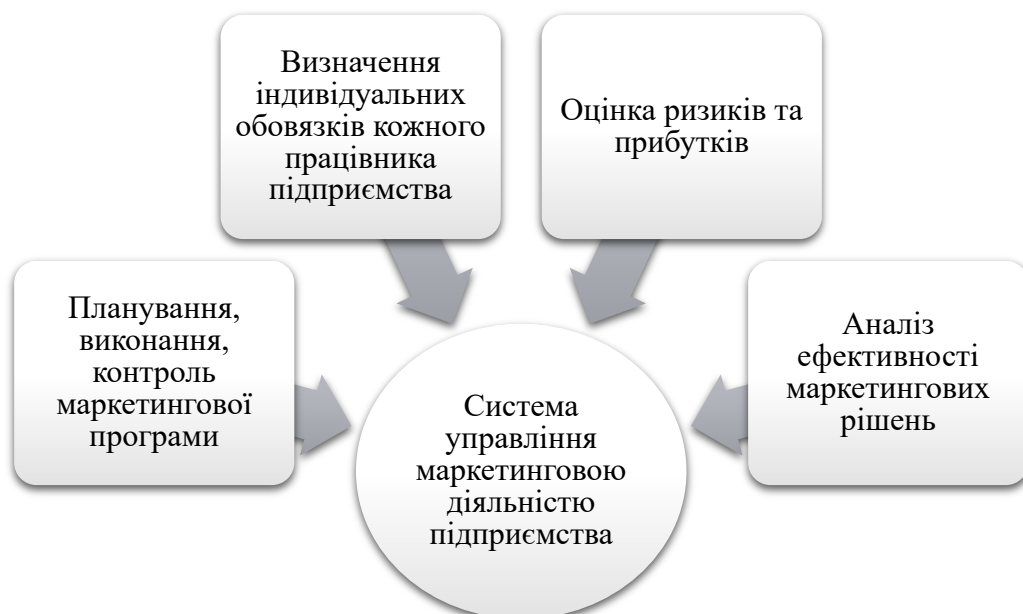 Визначення
індивідуальних
обовязків кожного
працівника
підприємства
Оцінка ризиків та
прибутків
Планування,
виконання,
контроль
маркетингової
програми
Аналіз
ефективності
маркетингових
рішень
Система
управління
маркетинговою
діяльністю
підприємства